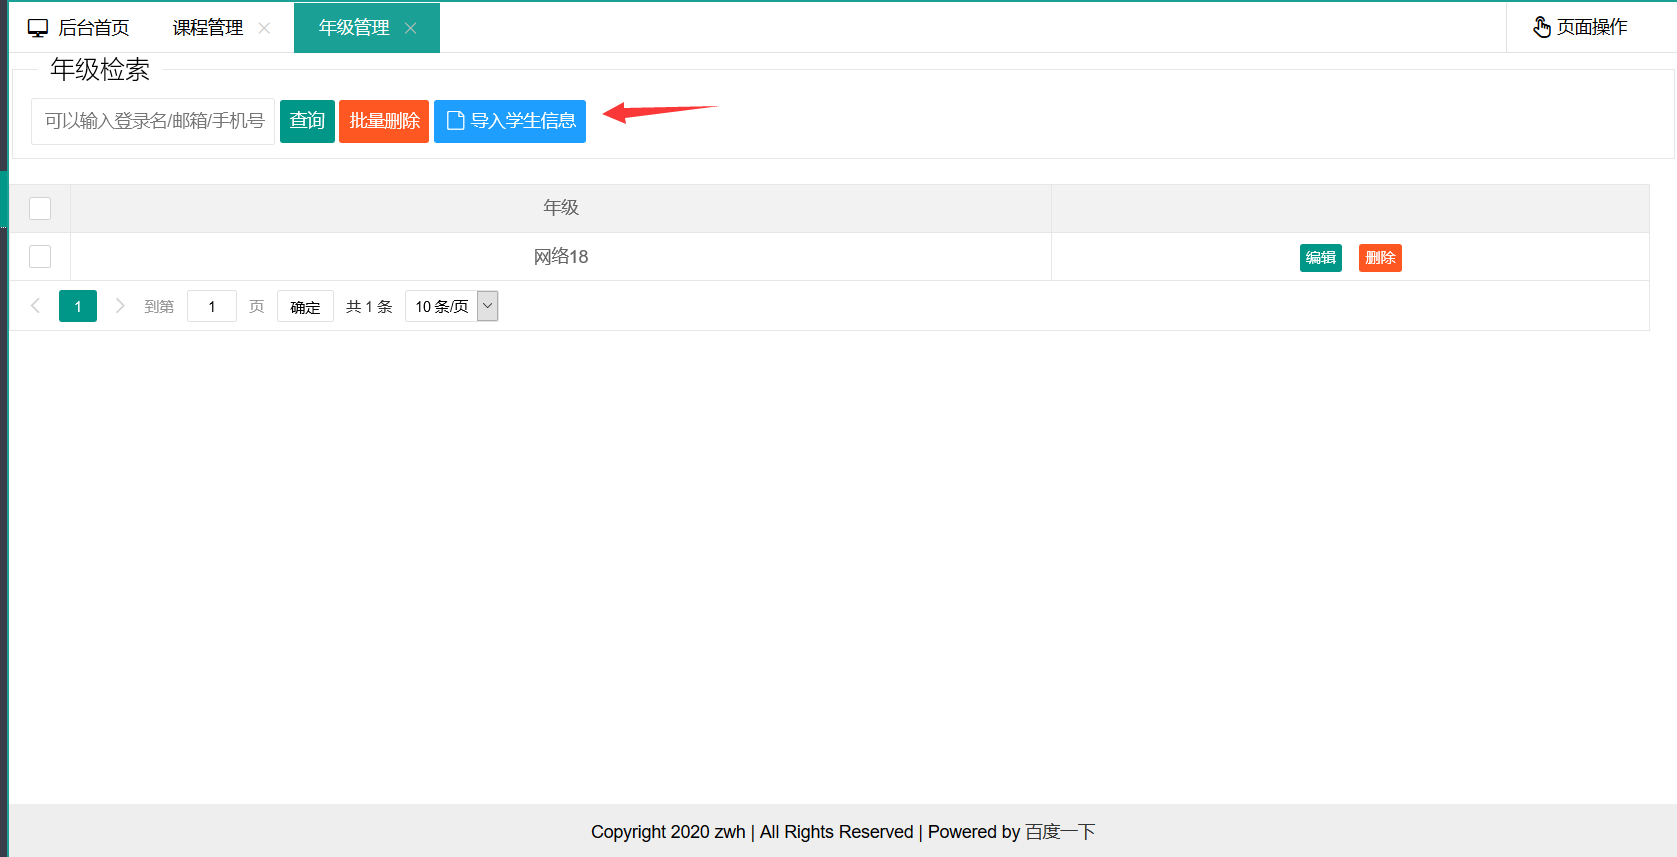 后台首页 课程管理 年级管理 页面操作
年级检索
可以输入登录名/邮箱/手机号 查询 批量删除 导入学生信息
年级
网络18 编辑 删除
1 到第 1 页 确定 共 1 条 10 条/页
Copyright 2020 zwh | All Rights Reserved | Powered by 百度一下